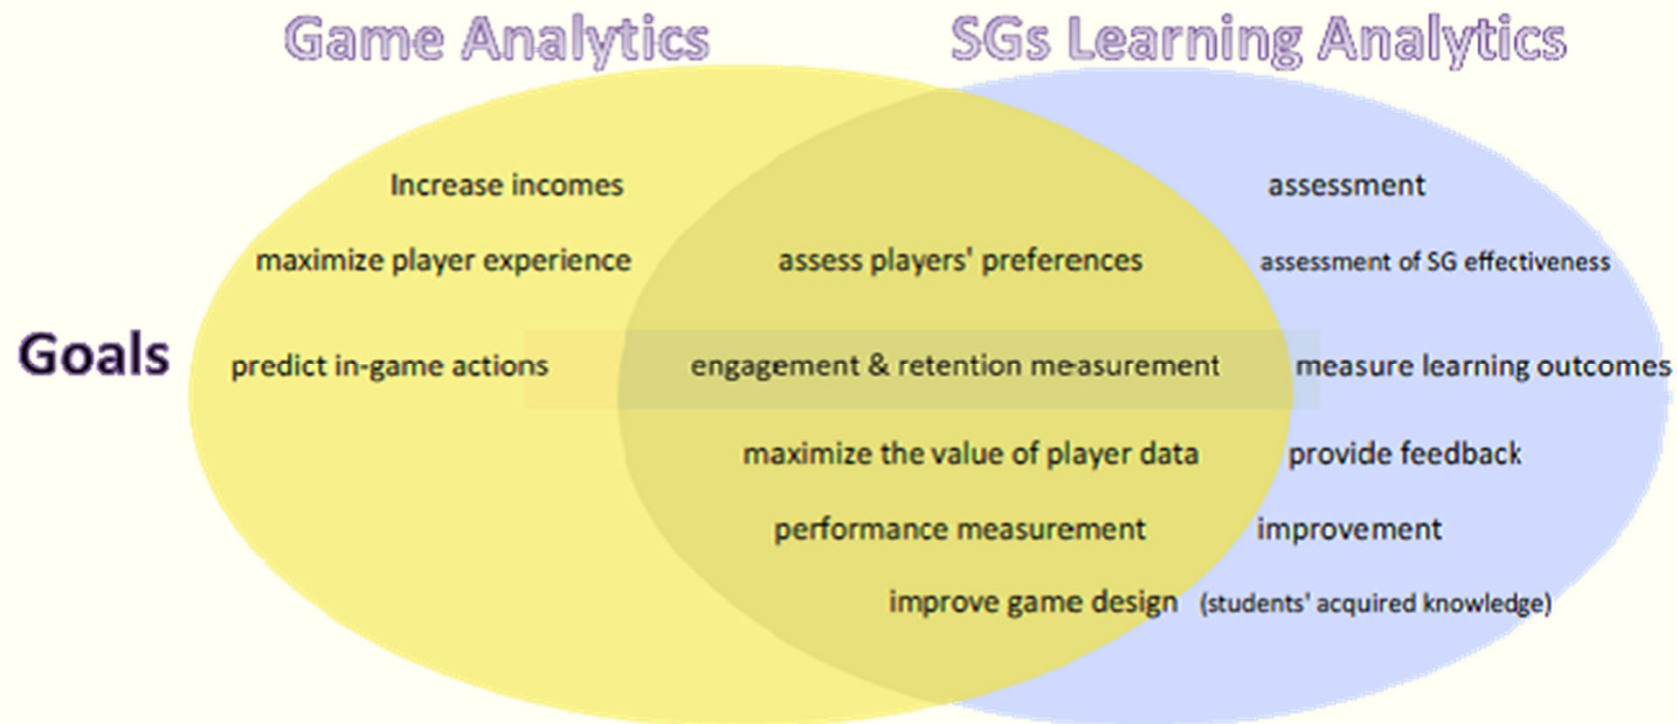 Game Analytics
SGs Learning Analytics
Increase incomes
assessment
maximize player experience
assess players' preferences
assessment of SG effectiveness
Goals
predict in-game actions
engagement & retention measurement
measure learning outcomes
maximize the value of player data
provide feedback
performance measurement
improvement
improve game design
(students' acquired knowledge)